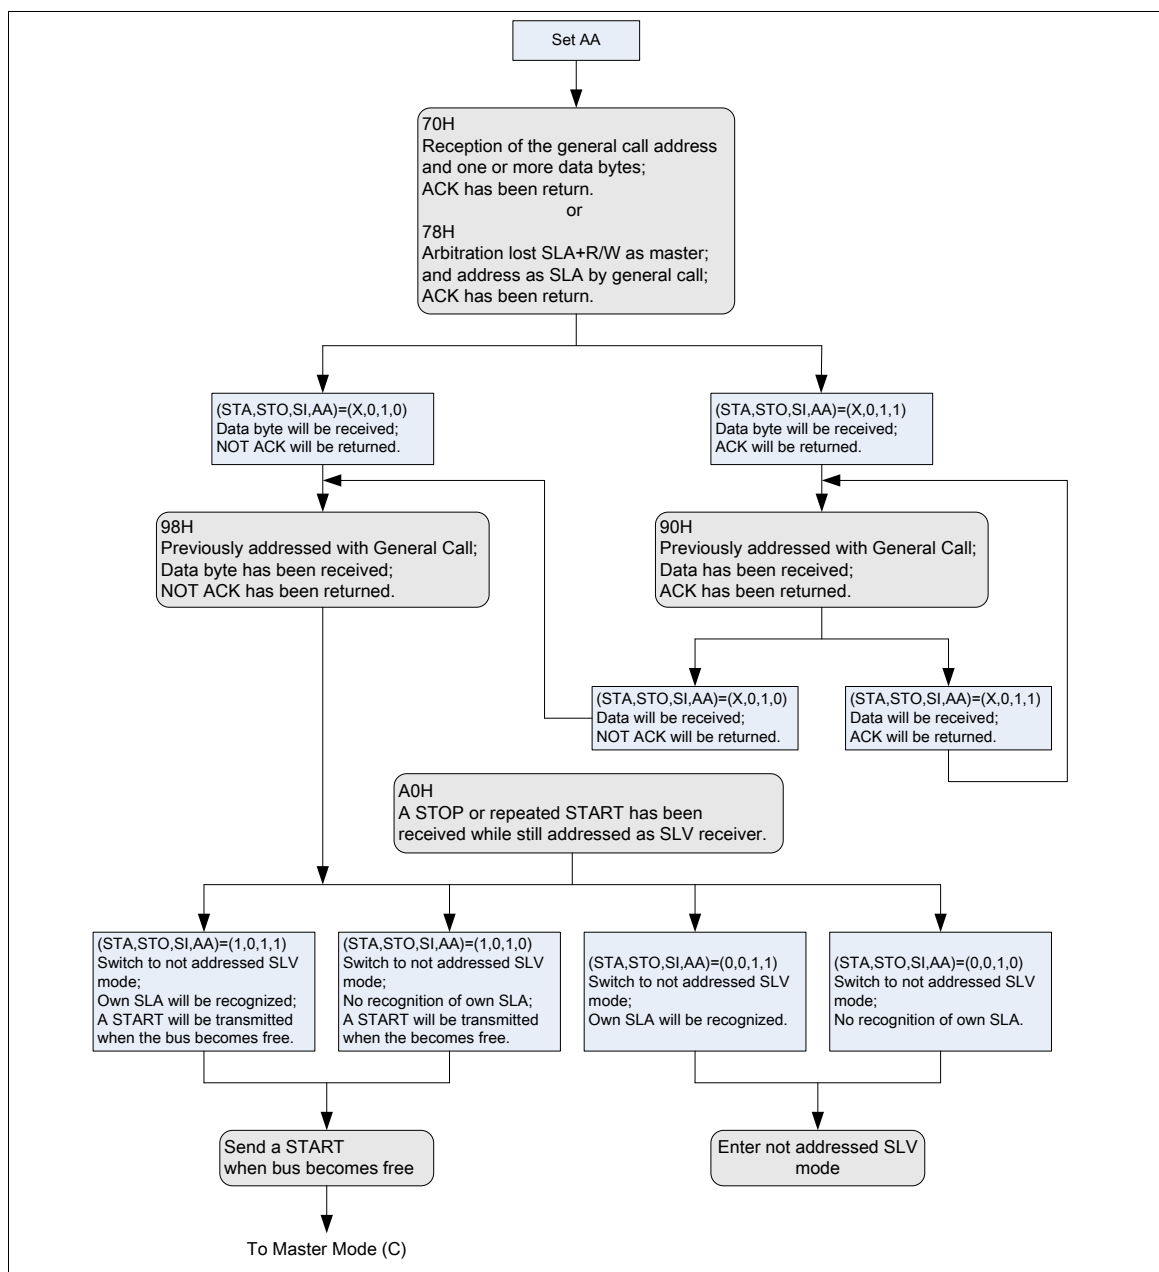 Set AA
70H
Reception of the general call address
and one or more data bytes;
ACK has been return.
or
78H
Arbitration lost SLA+R/W as master;
and address as SLA by general call;
ACK has been return.
(STA,STO,SI,AA)=(X,0,1,0)
Data byte will be received;
NOT ACK will be returned.
(STA,STO,SI,AA)=(X,0,1,1)
Data byte will be received;
ACK will be returned.
98H
Previously addressed with General Call;
Data byte has been received;
NOT ACK has been returned.
90H
Previously addressed with General Call;
Data has been received;
ACK has been returned.
(STA,STO,SI,AA)=(X,0,1,0)
Data will be received;
NOT ACK will be returned.
(STA,STO,SI,AA)=(X,0,1,1)
Data will be received;
ACK will be returned.
A0H
A STOP or repeated START has been
received while still addressed as SLV receiver.
(STA,STO,SI,AA)=(1,0,1,1)
Switch to not addressed SLV
mode;
Own SLA will be recognized;
A START will be transmitted
when the bus becomes free.
(STA,STO,SI,AA)=(1,0,1,0)
Switch to not addressed SLV
mode;
No recognition of own SLA;
A START will be transmitted
when the becomes free.
(STA,STO,SI,AA)=(0,0,1,1)
Switch to not addressed SLV
mode;
Own SLA will be recognized.
(STA,STO,SI,AA)=(0,0,1,0)
Switch to not addressed SLV
mode;
No recognition of own SLA.
Send a START
when bus becomes free
Enter not addressed SLV
mode
To Master Mode (C)